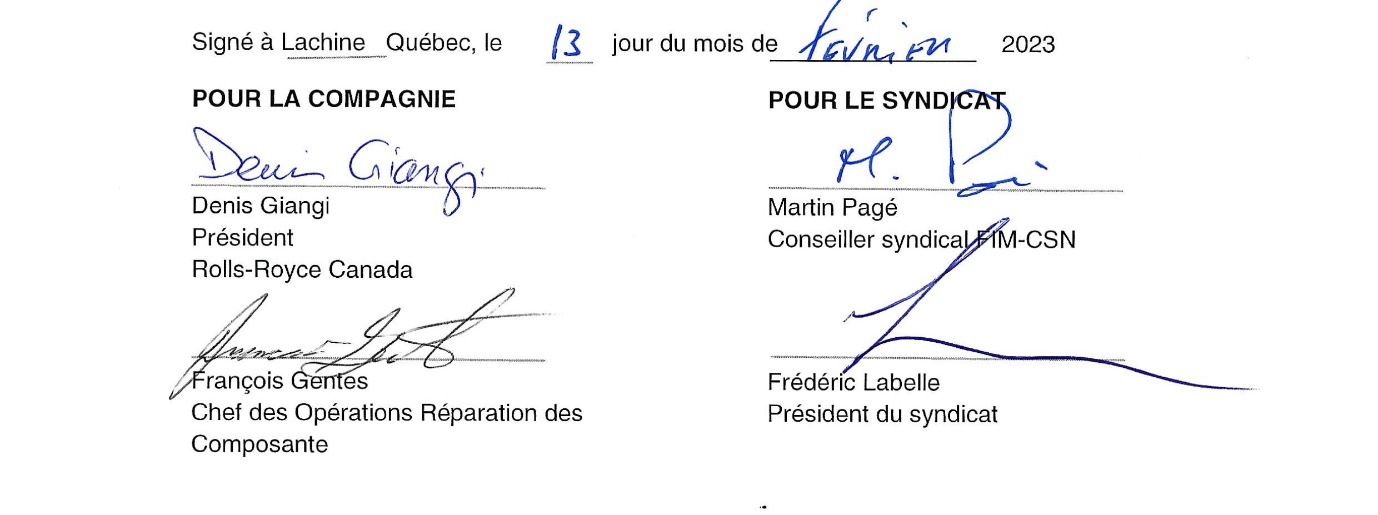 Signé à Lachine Québec, le 13 jour du mois de FÉVRIER 2023
POUR LA COMPAGNIE
Denis Giangi
Denis Giangi
Président
Rolls-Royce Canada
François Gentes
Chef des Opérations Réparation des
Composante
POUR LE SYNDICAT
Martin Pagé
Conseiller syndical FIM-CSN
Frédéric Labelle
Président du syndicat